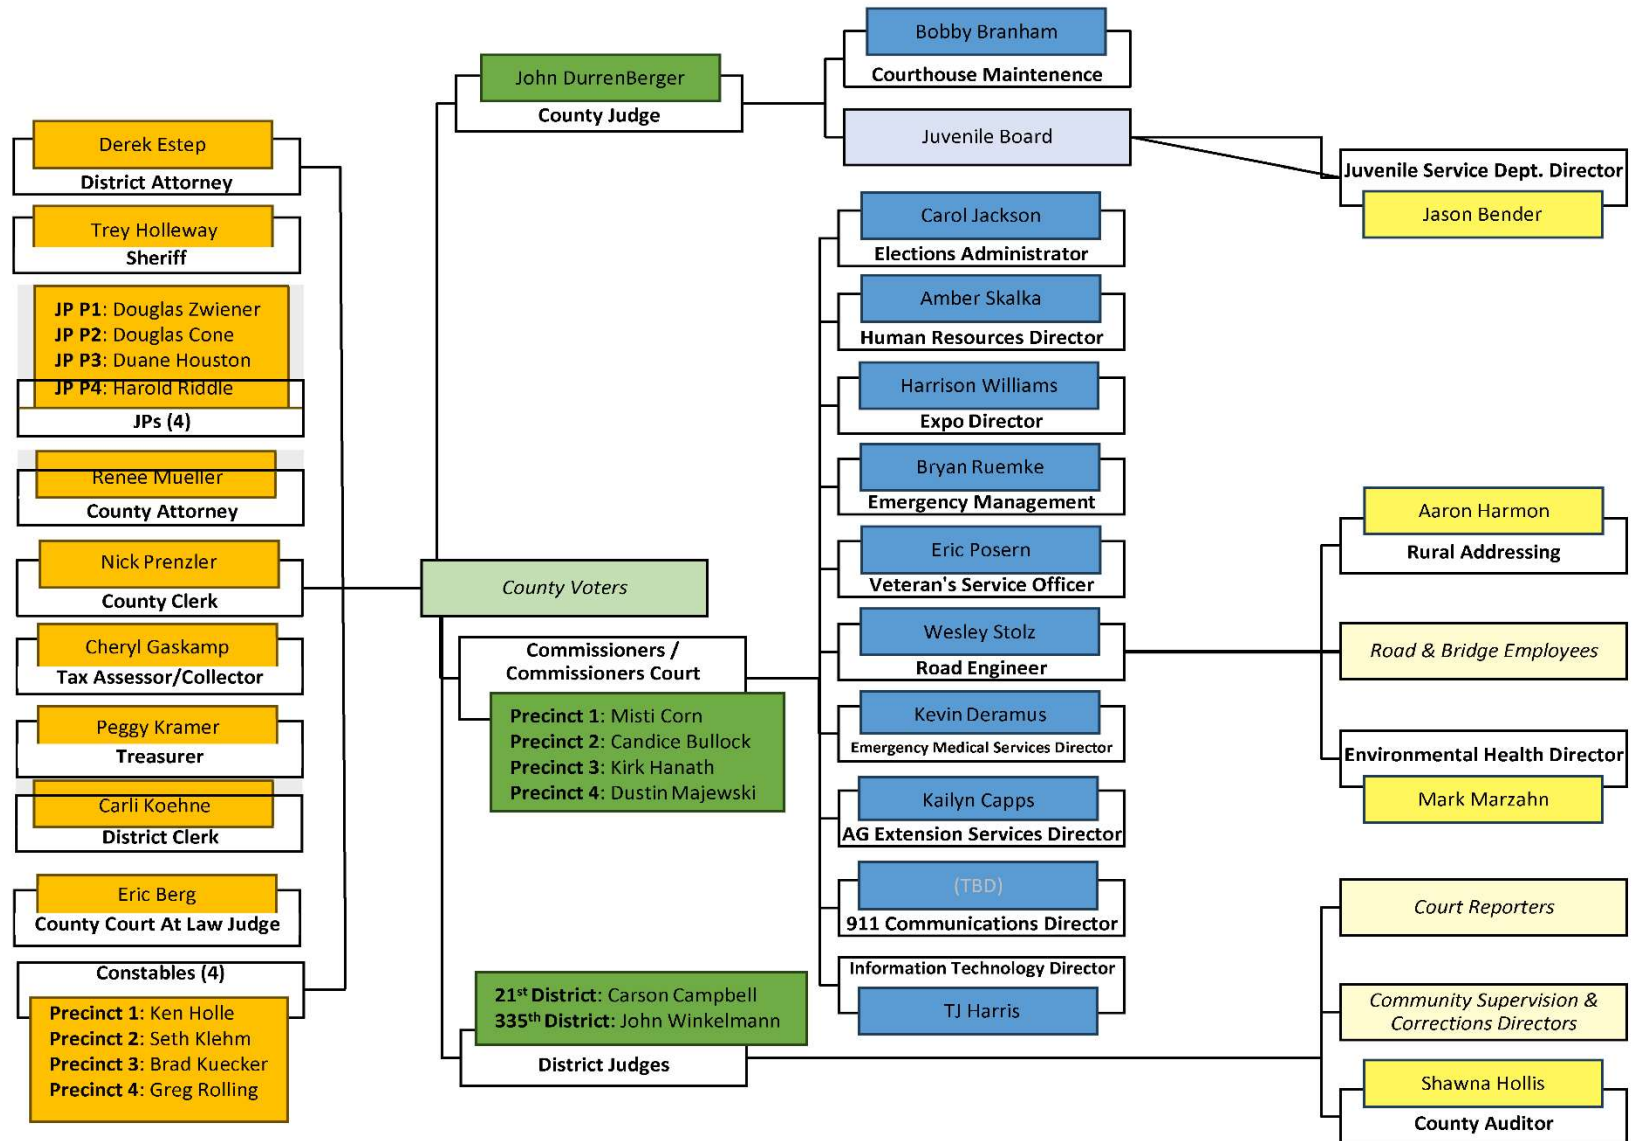 Derek Estep
District Attorney
Trey Holleway
Sheriff
JP P1: Douglas Zwiener
JP P2: Douglas Cone
JP P3: Duane Houston
JP P4: Harold Riddle
JPs (4)
Renee Mueller
County Attorney
Nick Prenzler
County Clerk
Cheryl Gaskamp
Tax Assessor/Collector
Peggy Kramer
Treasurer
Carli Koehne
District Clerk
Eric Berg
County Court At Law Judge
Constables (4)
Precinct 1: Ken Holle
Precinct 2: Seth Klehm
Precinct 3: Brad Kuecker
Precinct 4: Greg Rolling
John DurrenBerger
County Judge
County Voters
Commissioners /
Commissioners Court
Precinct 1: Misti Corn
Precinct 2: Candice Bullock
Precinct 3: Kirk Hanath
Precinct 4: Dustin Majewski
21st District: Carson Campbell
335th District: John Winkelmann
District Judges
Bobby Branham
Courthouse Maintenence
Juvenile Board
Carol Jackson
Elections Administrator
Amber Skalka
Human Resources Director
Harrison Williams
Expo Director
Bryan Ruemke
Emergency Management
Eric Posern
Veteran's Service Officer
Wesley Stolz
Road Engineer
Kevin Deramus
Emergency Medical Services Director
Kailyn Capps
AG Extension Services Director
(TBD)
911 Communications Director
Information Technology Director
TJ Harris
Juvenile Service Dept. Director
Jason Bender
Aaron Harmon
Rural Addressing
Road & Bridge Employees
Environmental Health Director
Mark Marzahn
Court Reporters
Community Supervision &
Corrections Directors
Shawna Hollis
County Auditor